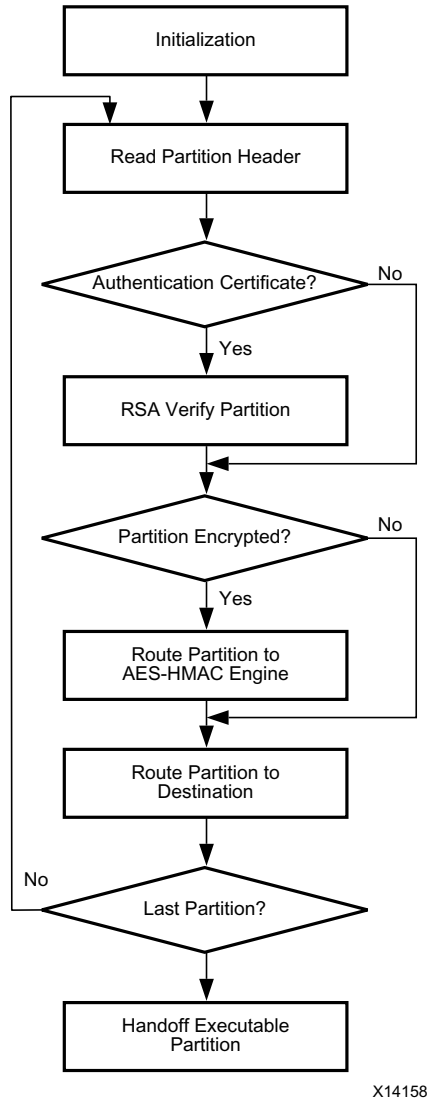 Initialization
Read Partition Header
Authentication Certificate?
No
Yes
RSA Verify Partition
Partition Encrypted?
No
Yes
Route Partition to
AES-HMAC Engine
Route Partition to
Destination
No
Last Partition?
Handoff Executable
Partition
X14158